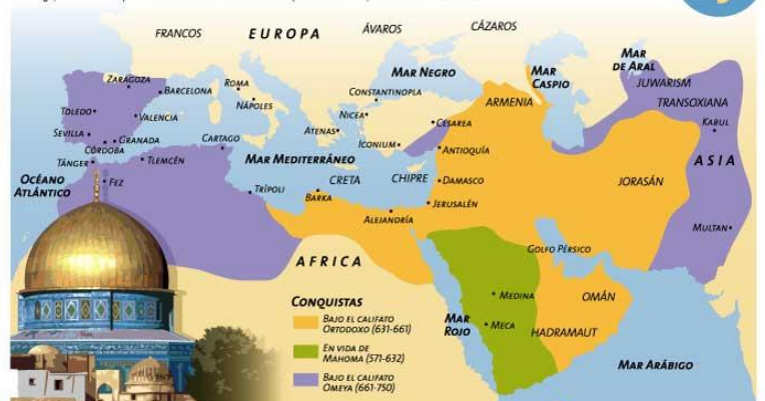 FRANCOS
EUROPA
ÁVAROS
CÁZAROS
MAR NEGRO
MAR CASPIO
MAR DE ARAL
JUWARISM
TRANSOXIANA
KABUL
ARMENIA
ZARAGOZA
BARCELONA
ROMA
NÁPOLES
CONSTANTINOPLA
NICEA
CÉSAREA
TOLEDO
VALENCIA
ATENAS
ICONIUM
ANTIOQUÍA
ASIA
SEVILLA
CÓRDOBA
GRANADA
CARTAGO
TÁNGER
TLEMCÉN
MAR MEDITERRÁNEO
CRETA
CHIPRE
DAMASCO
JORASÁN
OCÉANO ATLÁNTICO
FEZ
TRÍPOLI
BARKA
ALEJANDRÍA
JERUSALÉN
MULTAN
AFRICA
GOLFO PÉRSICO
MAR ROJO
MEDINA
MECA
OMÁN
HADRAMAUT
MAR ARÁBIGO
CONQUISTAS
BAJO EL CALIFATO
ORTODOXO (631-661)
EN VIDA DE
MAHOMA (571-632)
BAJO EL CALIFATO
OMEYA (661-750)